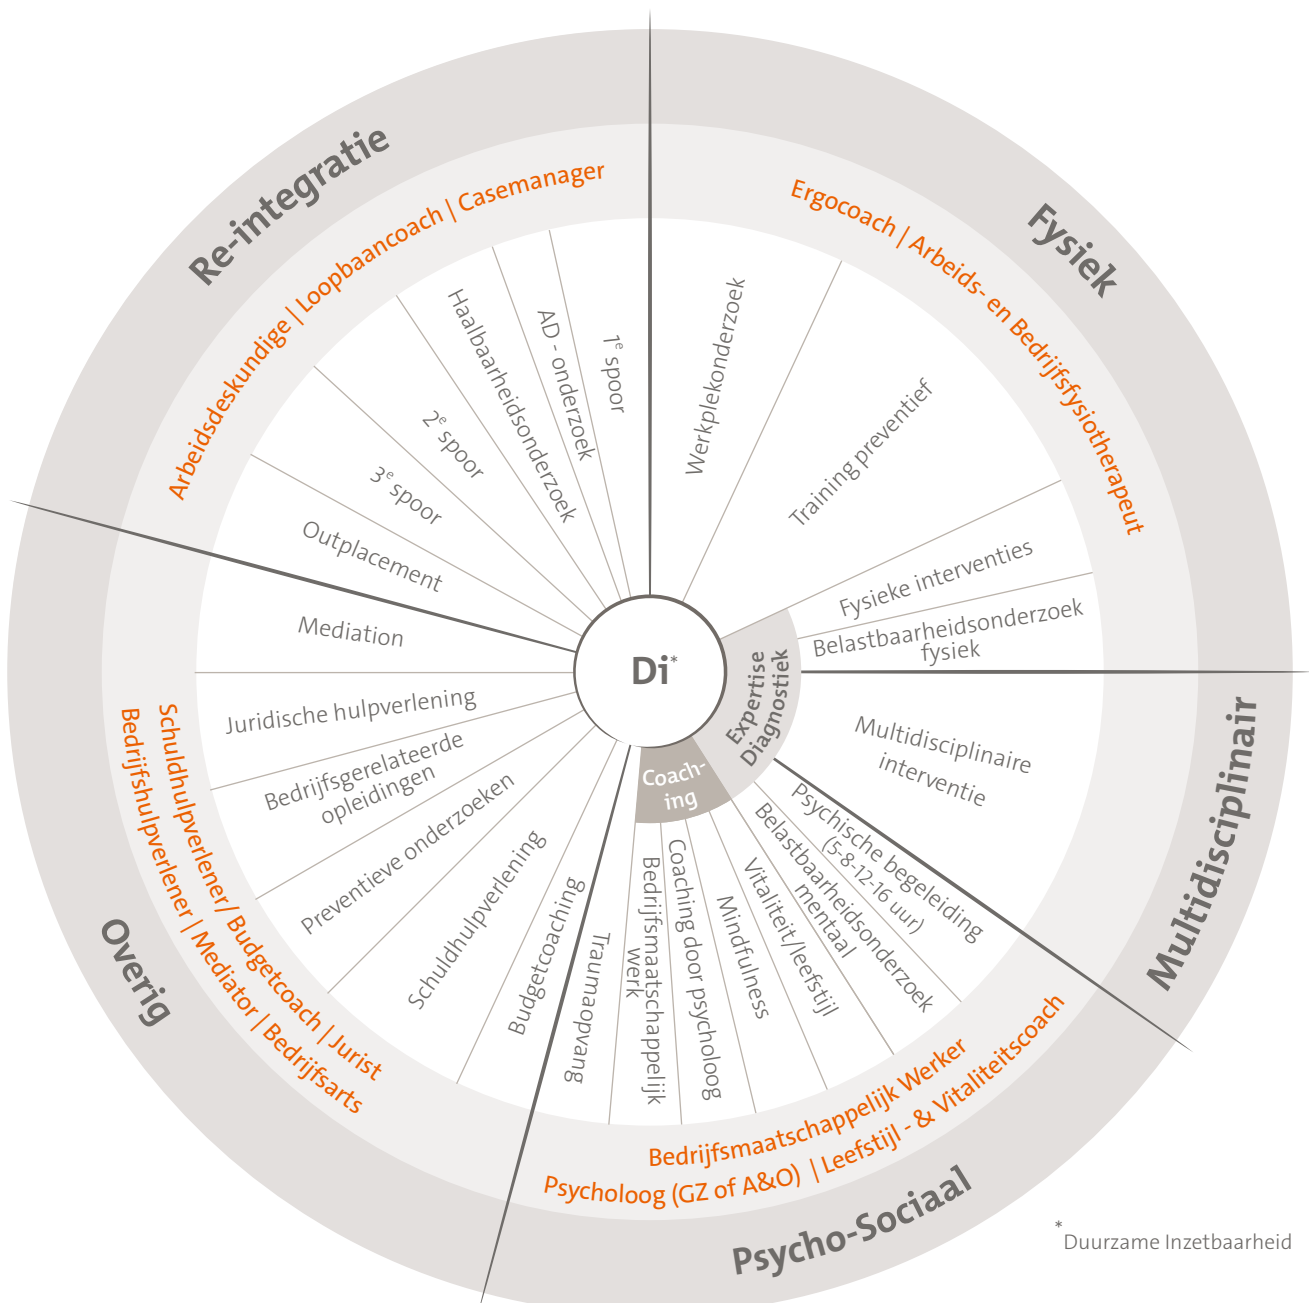 Re-integratie
Arbeidsdeskundige | Loopbaancoach | Casemanager
Outplacement
3e spoor
2e spoor
Haalbaarheidsonderzoek
AD - onderzoek
1e spoor
Fysiek
Ergocoach | Arbeids- en Bedrijfsfysiotherapeut
Werkplekonderzoek
Training preventief
Fysieke interventies
Belastbaarheidsonderzoek
fysiek
Multidisciplinair
Multidisciplinaire
interventie
Di*
Expertise
Diagnostiek
Coach-
ing
Psychische begeleiding
(5-8-12-16 uur)
Belastbaarheidsonderzoek
mentaal
Vitaliteit/leefstijl
Mindfulness
Coaching door psycholoog
Bedrijfsmaatschappelijk
werk
Traumaopvang
Bedrijfsmaatschappelijk Werker
Psycholoog (GZ of A&O) | Leefstijl - & Vitaliteitscoach
Psycho-Sociaal
Overig
Schuldhulpverlener/ Budgetcoach | Jurist
Bedrijfshulpverlener | Mediator | Bedrijfsarts
Mediation
Juridische hulpverlening
Bedrijfsgerelateerde
opleidingen
Preventieve onderzoeken
Schuldhulpverlening
Budgetcoaching
*Duurzame Inzetbaarheid